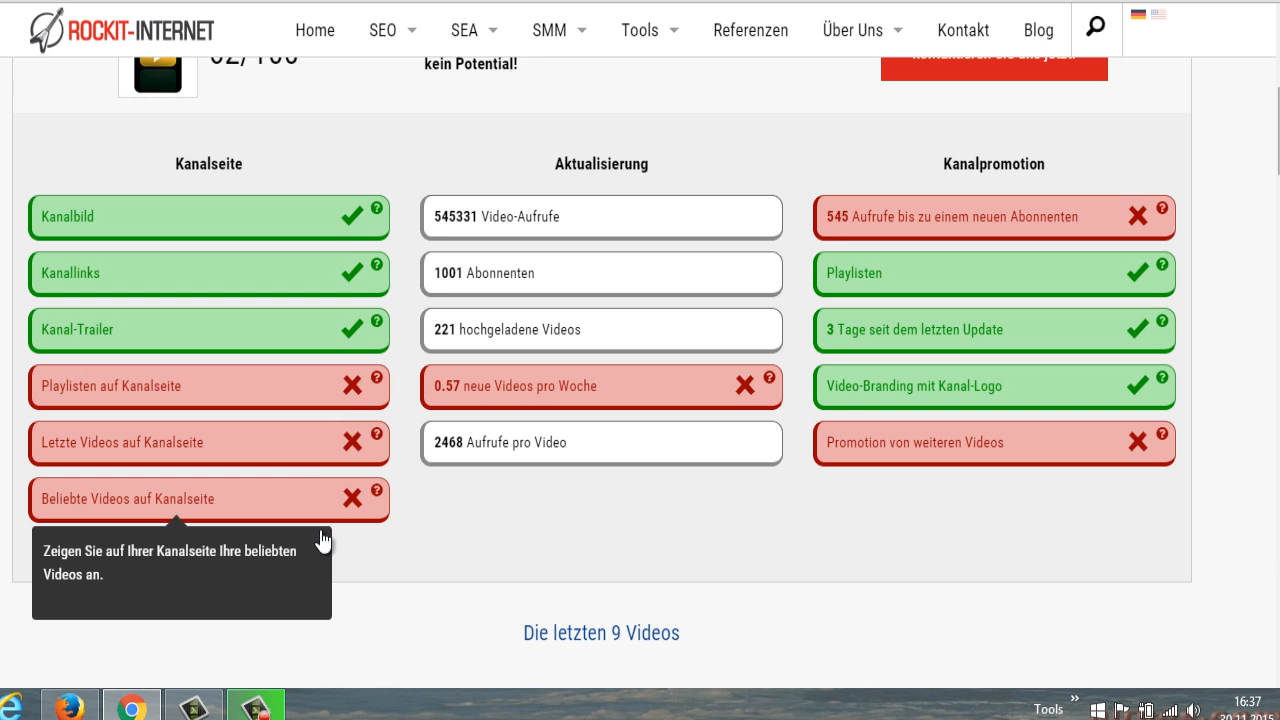 ROCKIT-INTERNET
Home SEO SEA SMM Tools Referenzen Über Uns Kontakt Blog
kein Potential!
Kanalseite
Kanalbild
Kanallinks
Kanal-Trailer
Playlisten auf Kanalseite
Letzte Videos auf Kanalseite
Beliebte Videos auf Kanalseite
Zeigen Sie auf Ihrer Kanalseite Ihre beliebten
Videos an.
Aktualisierung
545331 Video-Aufrufe
1001 Abonnenten
221 hochgeladene Videos
0.57 neue Videos pro Woche
2468 Aufrufe pro Video
Kanalpromotion
545 Aufrufe bis zu einem neuen Abonnenten
Playlisten
3 Tage seit dem letzten Update
Video-Branding mit Kanal-Logo
Promotion von weiteren Videos
Die letzten 9 Videos
Tools
16:37